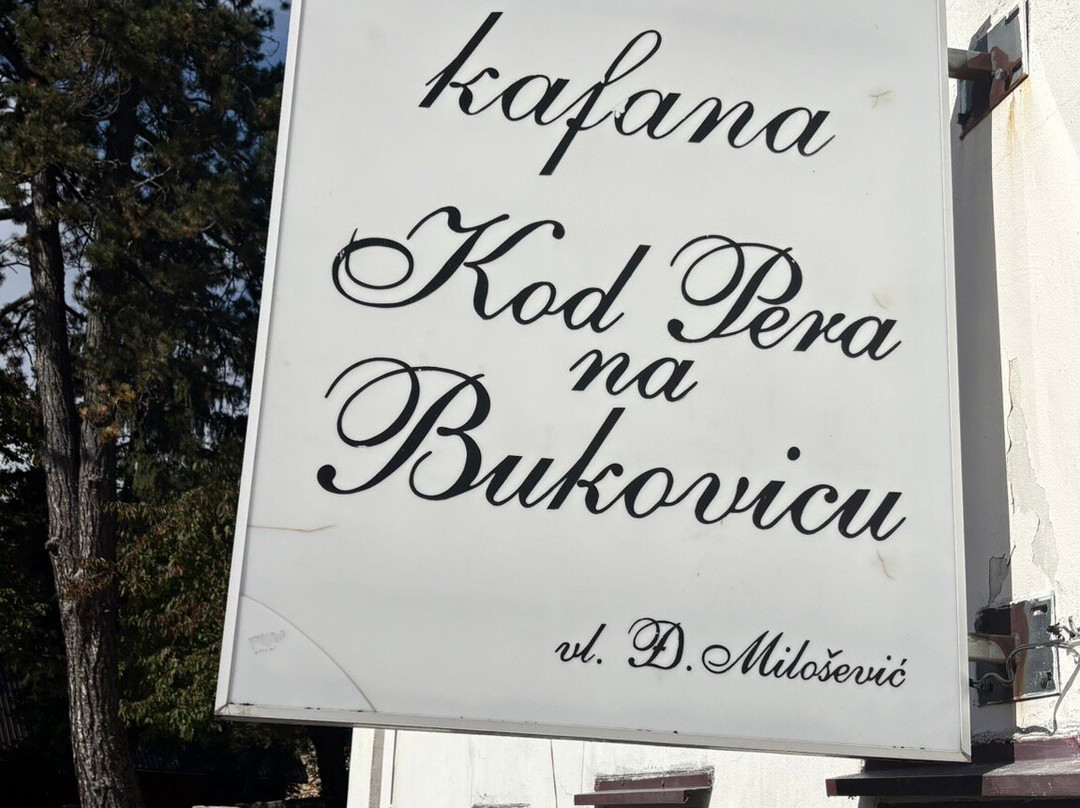 kafana
Kod Pera
na
Bukovicu
vl. Đ. Milošević